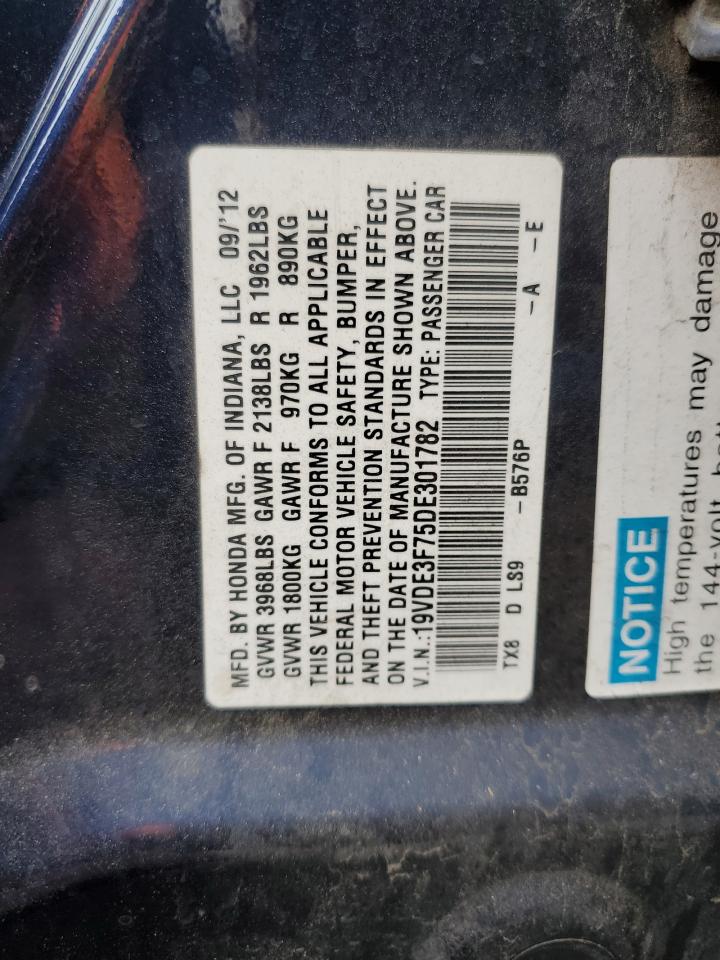 MFD. BY HONDA MFG. OF INDIANA, LLC 09/'12
GVWR 3968LBS GAWR F 2138LBS R 1962LBS
GVWR 1800KG GAWR F 970KG R 890KG
THIS VEHICLE CONFORMS TO ALL APPLICABLE
FEDERAL MOTOR VEHICLE SAFETY, BUMPER,
AND THEFT PREVENTION STANDARDS IN EFFECT
ON THE DATE OF MANUFACTURE SHOWN ABOVE.
V.I.N.:19VDE3F75DE301782 TYPE: PASSENGER CAR
TX8 D LS9 -B576P -A -E
NOTICE
High temperatures may damage
the 144-volt